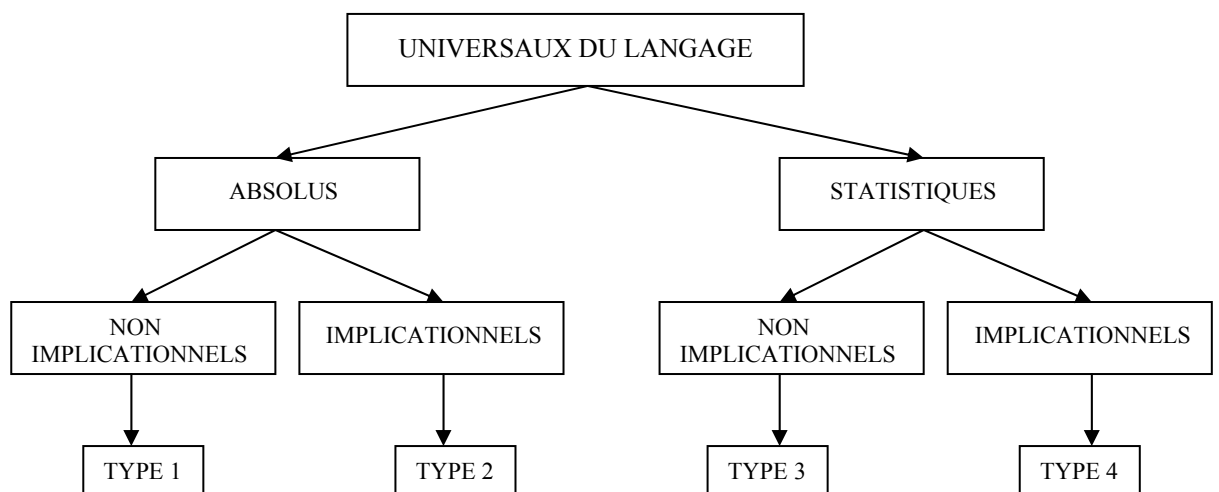 UNIVERSAUX DU LANGAGE
ABSOLUS
STATISTIQUES
NON
IMPLICATIONNELS
IMPLICATIONNELS
NON
IMPLICATIONNELS
IMPLICATIONNELS
TYPE 1
TYPE 2
TYPE 3
TYPE 4